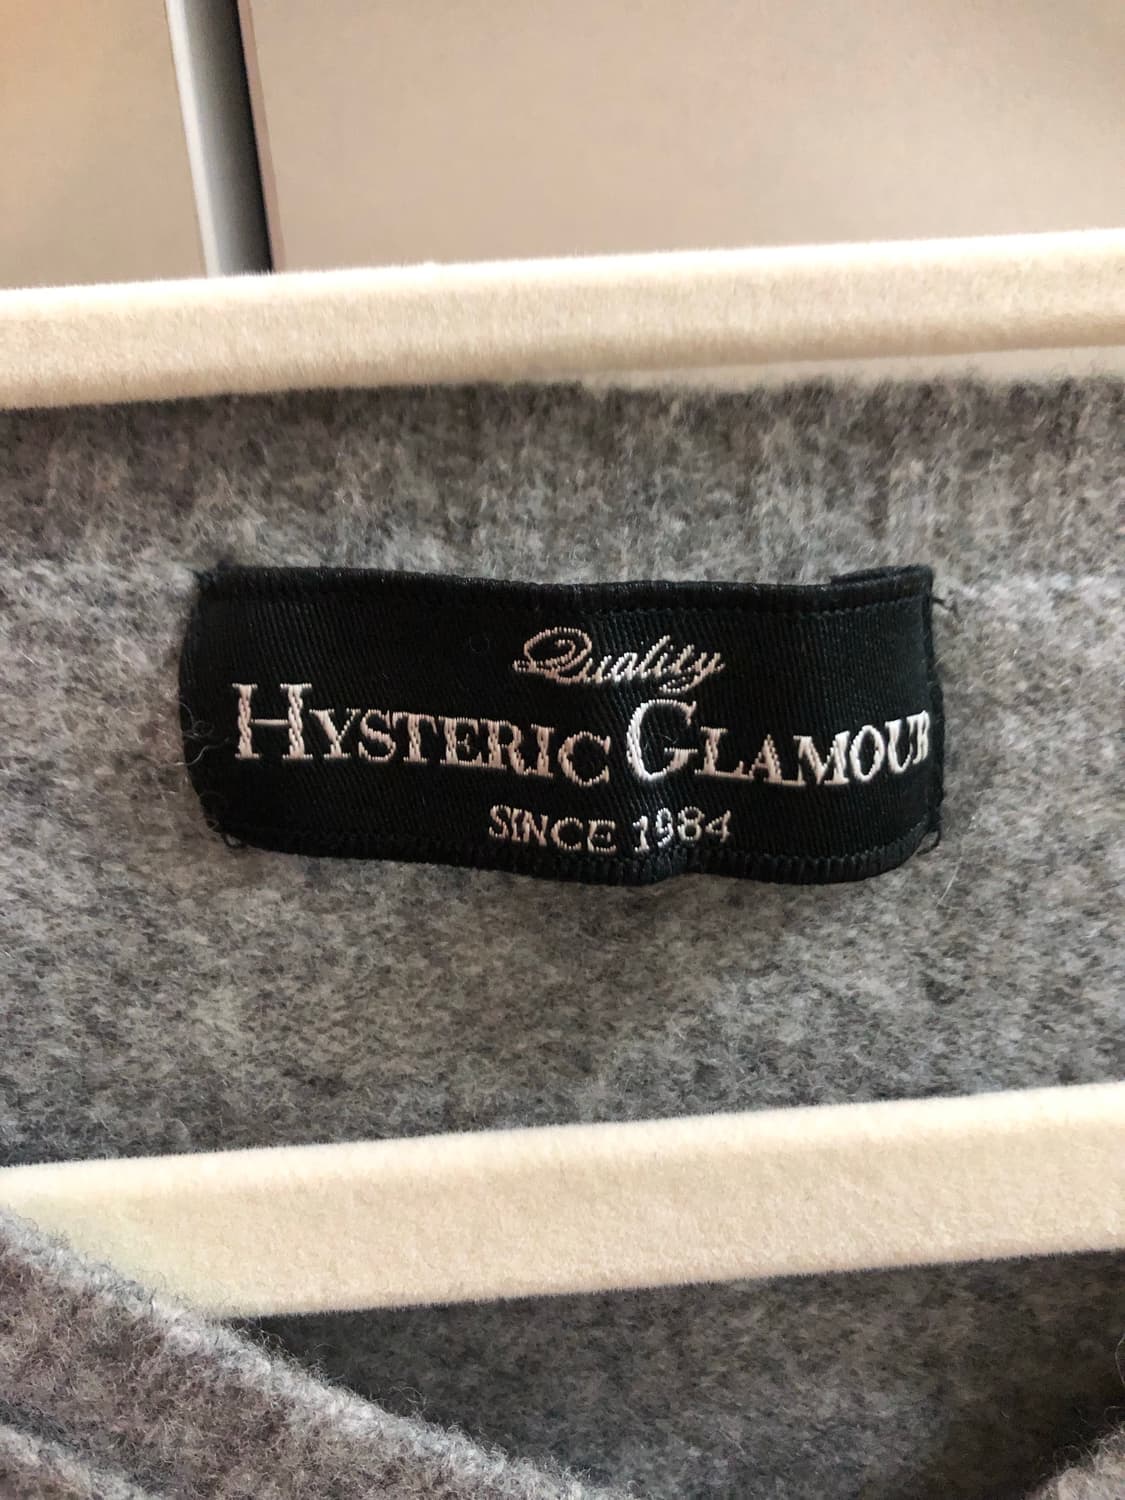 Quality
HYSTERIC GLAMOUR
SINCE 1984